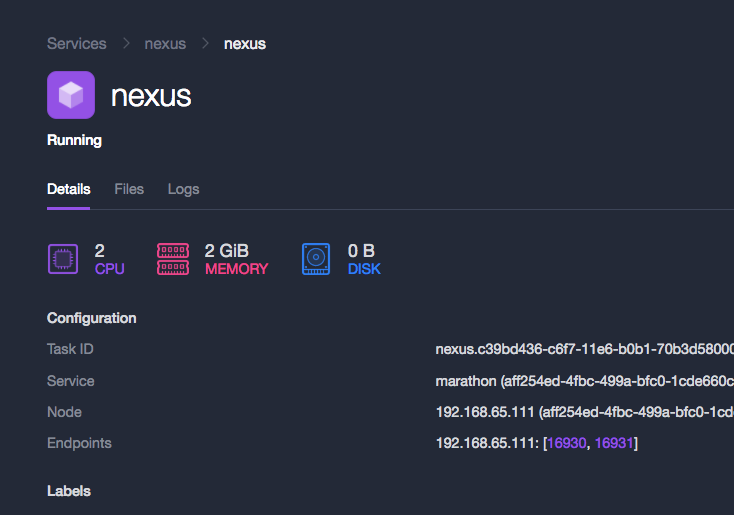 Services > nexus > nexus
nexus
Running
Details Files Logs
2 CPU 2 GiB MEMORY 0 B DISK
Configuration
Task ID nexus.c39bd436-c6f7-11e6-b0b1-70b3d58000
Service marathon (aff254ed-4fbc-499a-bfc0-1cde660c
Node 192.168.65.111 (aff254ed-4fbc-499a-bfc0-1cd
Endpoints 192.168.65.111: [16930, 16931]
Labels